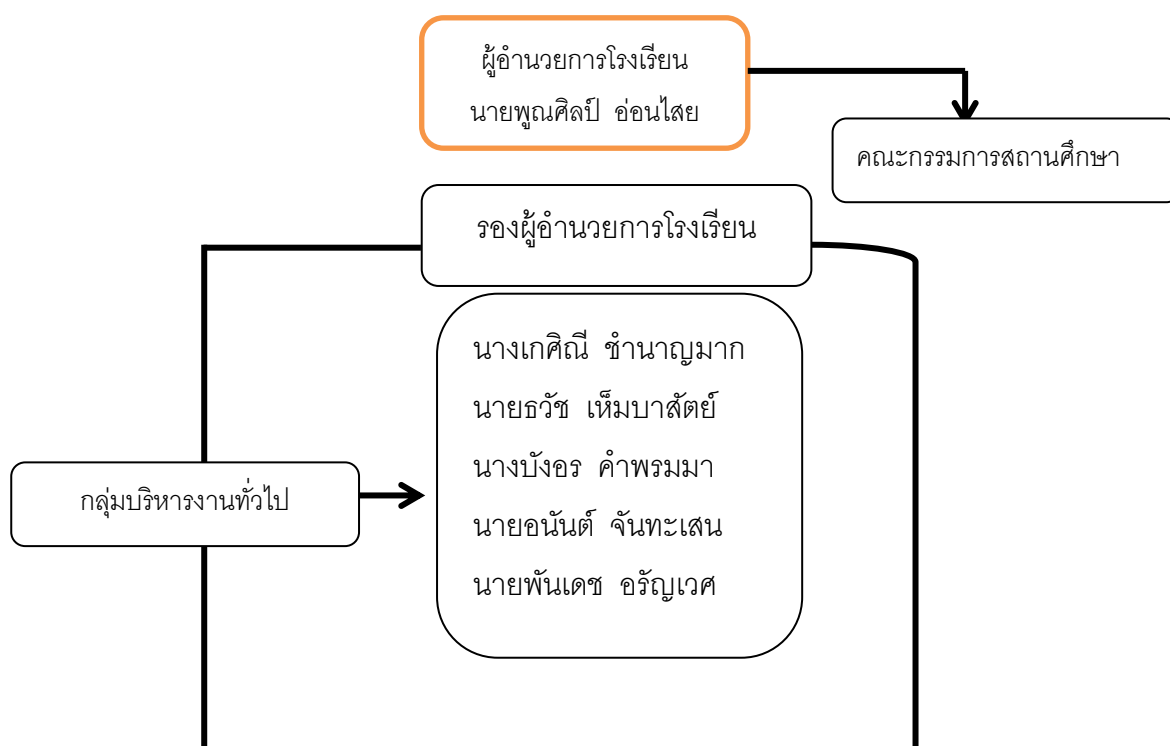 ผู้อำนวยการโรงเรียน
นายพูณศิลป์ อ่อนไสย
คณะกรรมการสถานศึกษา
รองผู้อำนวยการโรงเรียน
นางเกศิณี ชำนาญมาก
นายธวัช เห็มบาสัตย์
นางบังอร คำพรมมา
กลุ่มบริหารงานทั่วไป
นายอนันต์ จันทะเสน
นายพันเดช อรัญเวศ